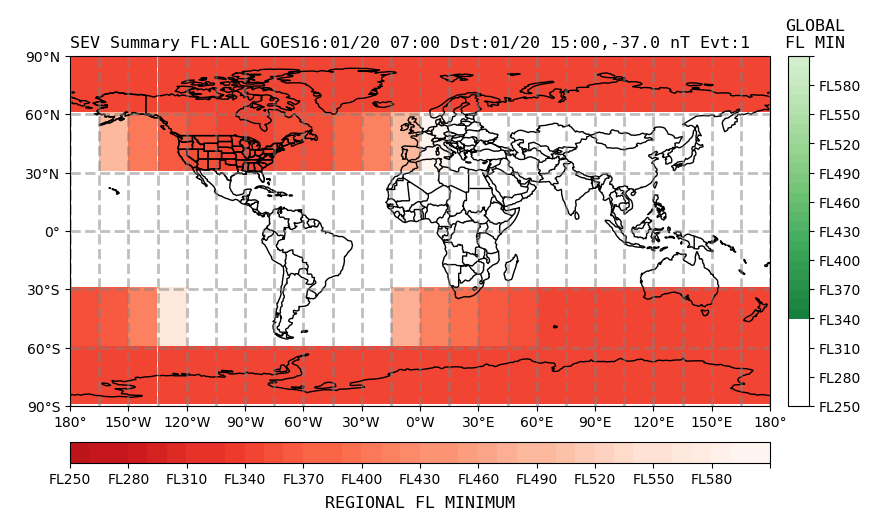 GLOBAL
SEV Summary FL:ALL GOES16:01/20 07:00 Dst:01/20 15:00,-37.0 nT Evt:1 FL MIN
90°N
FL580
60°N
FL550
FL520
30°N FL490
FL460
0° FL430
FL400
30°S FL370
FL340
60°S FL310
FL280
90°S FL250
180° 150°W 120°W 90°W 60°W 30°W 0°W 30°E 60°E 90°E 120°E 150°E 180°
FL250 FL280 FL310 FL340 FL370 FL400 FL430 FL460 FL490 FL520 FL550 FL580
REGIONAL FL MINIMUM